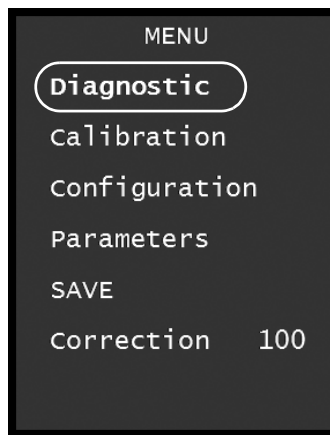 MENU
Diagnostic
Calibration
Configuration
Parameters
SAVE
Correction 100